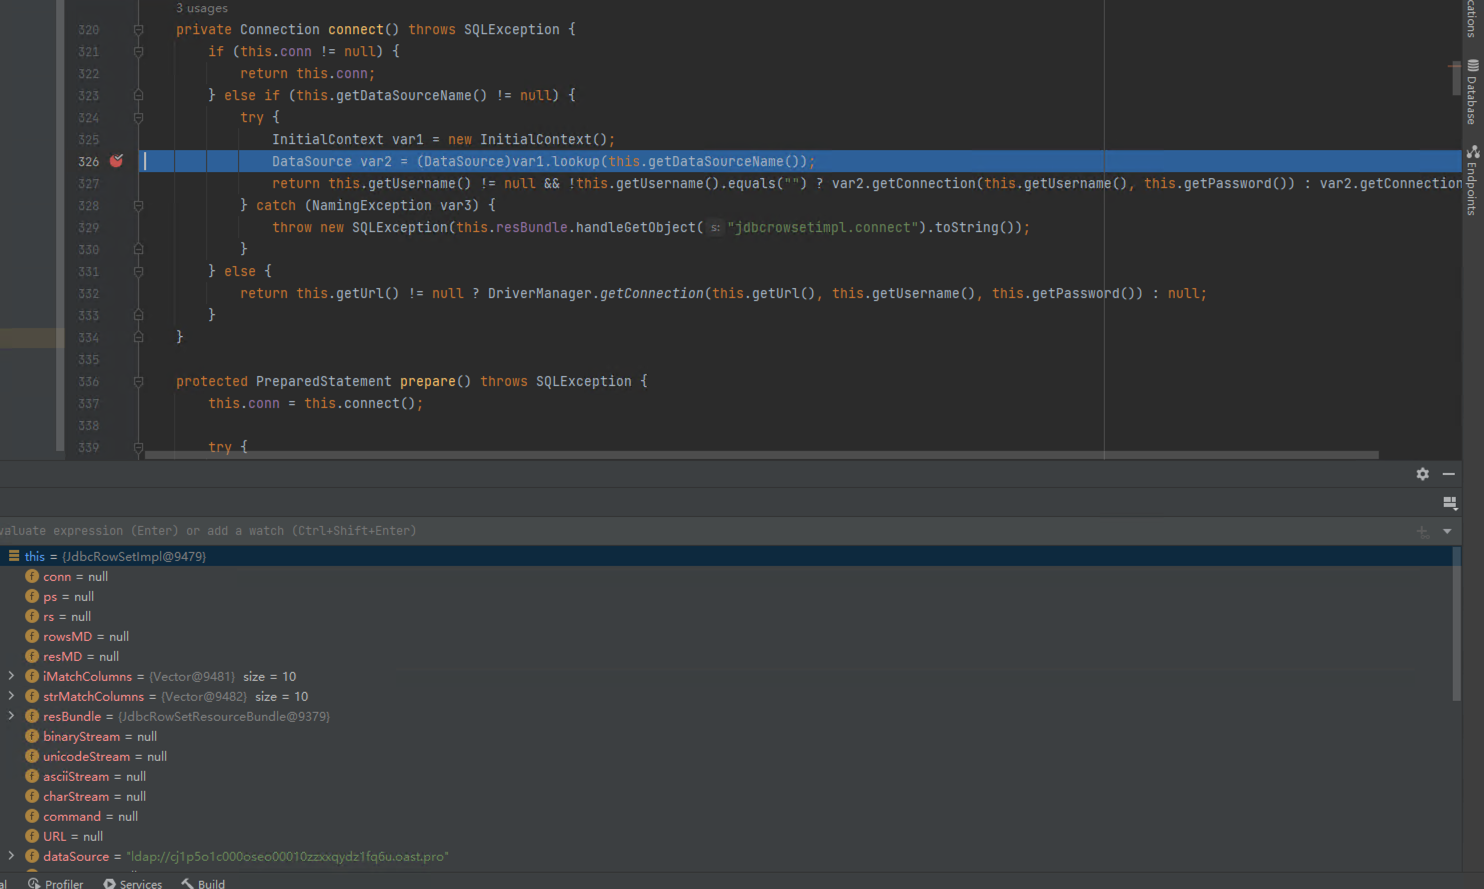 3 usages
320 private Connection connect() throws SQLException {
321 if (this.conn != null) {
322 return this.conn;
323 } else if (this.getDataSourceName() != null) {
324 try {
325 InitialContext var1 = new InitialContext();
326 DataSource var2 = (DataSource)var1.lookup(this.getDataSourceName());
327 return this.getUsername() != null && !this.getUsername().equals("") ? var2.getConnection(this.getUsername(), this.getPassword()) : var2.getConnection
328 } catch (NamingException var3) {
329 throw new SQLException(this.resBundle.handleGetObject( s: "jdbcrowsetimpl.connect").toString());
330 }
331 } else {
332 return this.getUrl() != null ? DriverManager.getConnection(this.getUrl(), this.getUsername(), this.getPassword()) : null;
333 }
334 }
335
336 protected PreparedStatement prepare() throws SQLException {
337 this.conn = this.connect();
338
339 try {
cations
Database
Endpoints
valuate expression (Enter) or add a watch (Ctrl+Shift+Enter)
this = {JdbcRowSetImpl@9479}
f conn = null
f ps = null
f rs = null
f rowsMD = null
f resMD = null
f iMatchColumns = {Vector@9481} size = 10
f strMatchColumns = {Vector@9482} size = 10
f resBundle = {JdbcRowSetResourceBundle@9379}
f binaryStream = null
f unicodeStream = null
f asciiStream = null
f charStream = null
f command = null
f URL = null
f dataSource = "ldap://cj1p5o1c000oseo00010zzxxqydz1fq6u.oast.pro"
al Profiler Services Build